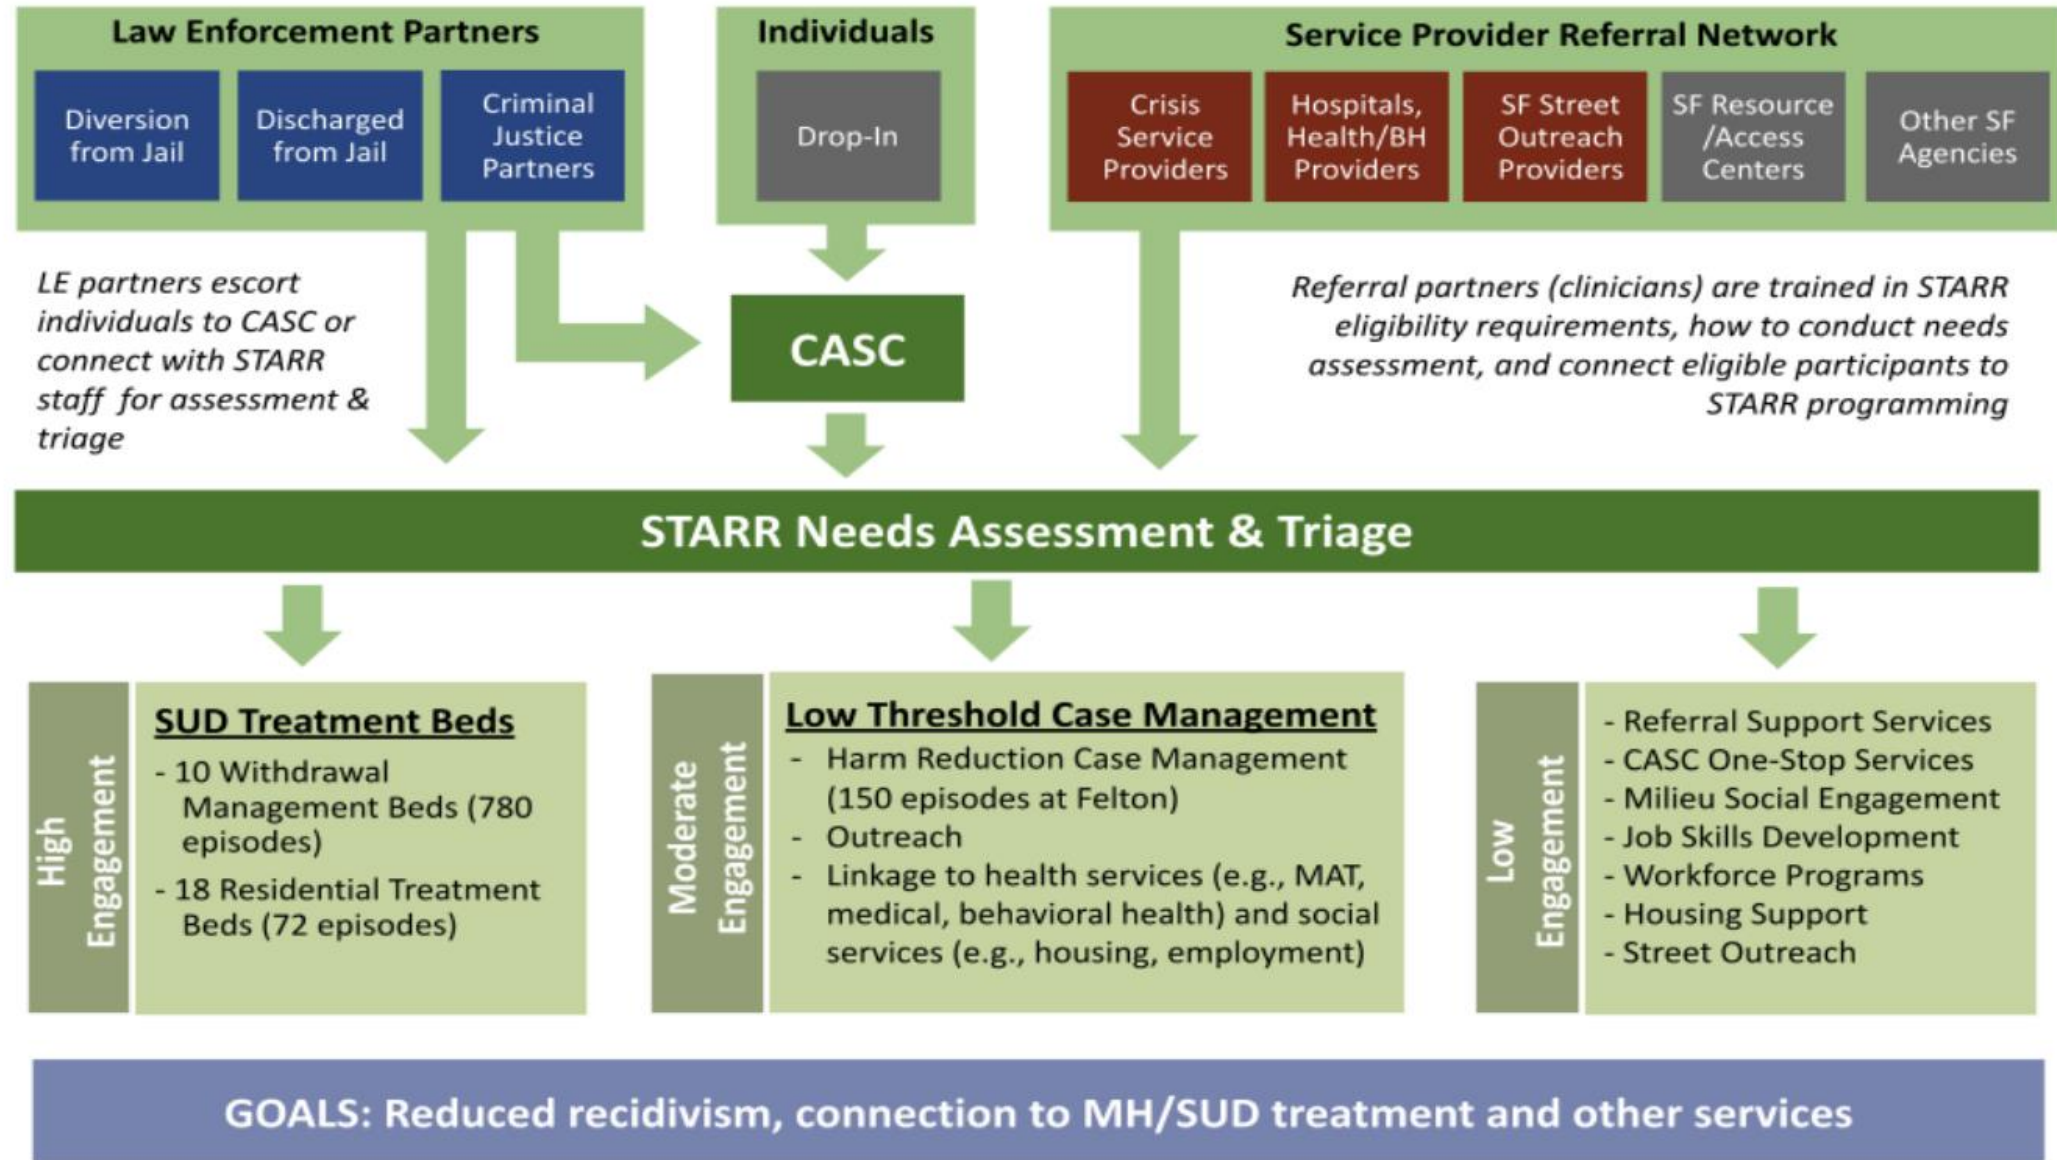 Law Enforcement Partners
Diversion
from Jail
Discharged
from Jail
Criminal
Justice
Partners
Individuals
Drop-In
Service Provider Referral Network
Crisis
Service
Providers
Hospitals,
Health/BH
Providers
SF Street
Outreach
Providers
SF Resource
/Access
Centers
Other SF
Agencies
LE partners escort
individuals to CASC or
connect with STARR
staff for assessment &
triage
CASC
Referral partners (clinicians) are trained in STARR
eligibility requirements, how to conduct needs
assessment, and connect eligible participants to
STARR programming
STARR Needs Assessment & Triage
High
Engagement
SUD Treatment Beds
- 10 Withdrawal
Management Beds (780
episodes)
- 18 Residential Treatment
Beds (72 episodes)
Moderate
Engagement
Low Threshold Case Management
- Harm Reduction Case Management
(150 episodes at Felton)
- Outreach
- Linkage to health services (e.g., MAT,
medical, behavioral health) and social
services (e.g., housing, employment)
Low
Engagement
- Referral Support Services
- CASC One-Stop Services
- Milieu Social Engagement
- Job Skills Development
- Workforce Programs
- Housing Support
- Street Outreach
GOALS: Reduced recidivism, connection to MH/SUD treatment and other services